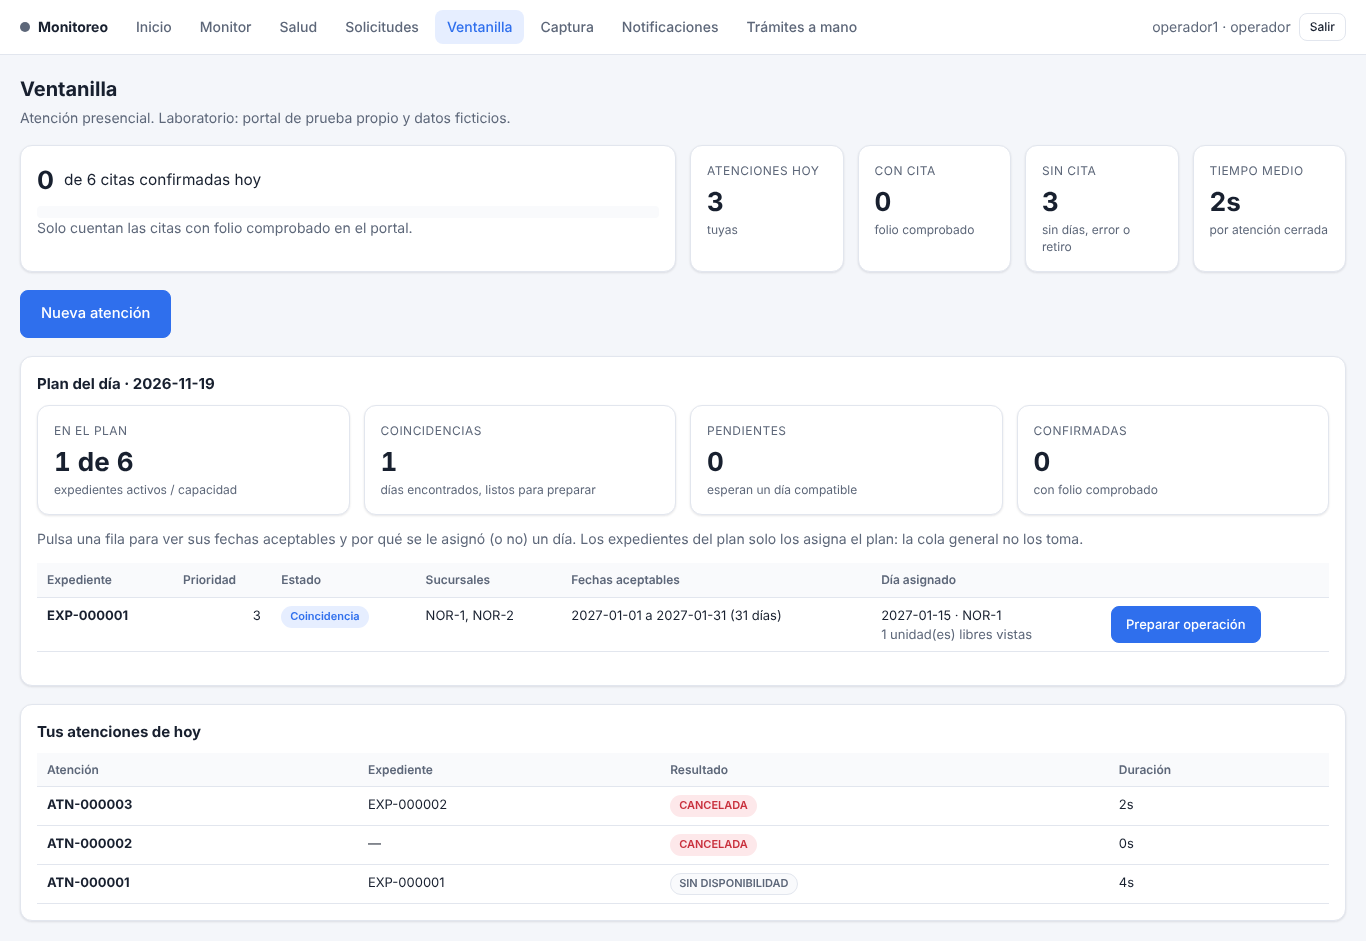 Monitoreo Inicio Monitor Salud Solicitudes Ventanilla Captura Notificaciones Trámites a mano operador1 · operador Salir
Ventanilla
Atención presencial. Laboratorio: portal de prueba propio y datos ficticios.
0 de 6 citas confirmadas hoy
Solo cuentan las citas con folio comprobado en el portal.
ATENCIONES HOY
3
tuyas
CON CITA
0
folio comprobado
SIN CITA
3
sin días, error o
retiro
TIEMPO MEDIO
2s
por atención cerrada
Nueva atención
Plan del día · 2026-11-19
EN EL PLAN
1 de 6
expedientes activos / capacidad
COINCIDENCIAS
1
días encontrados, listos para preparar
PENDIENTES
0
esperan un día compatible
CONFIRMADAS
0
con folio comprobado
Pulsa una fila para ver sus fechas aceptables y por qué se le asignó (o no) un día. Los expedientes del plan solo los asigna el plan: la cola general no los toma.
Expediente Prioridad Estado Sucursales Fechas aceptables Día asignado
EXP-000001 3 Coincidencia NOR-1, NOR-2 2027-01-01 a 2027-01-31 (31 días) 2027-01-15 · NOR-1
1 unidad(es) libres vistas
Preparar operación
Tus atenciones de hoy
Atención Expediente Resultado Duración
ATN-000003 EXP-000002 CANCELADA 2s
ATN-000002 — CANCELADA 0s
ATN-000001 EXP-000001 SIN DISPONIBILIDAD 4s